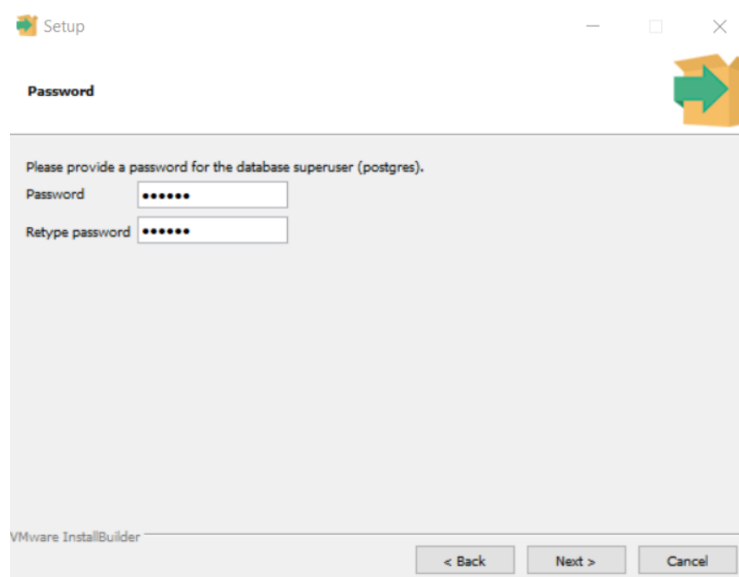 Setup
Password
Please provide a password for the database superuser (postgres).
Password ••••••
Retype password ••••••
VMware InstallBuilder
< Back Next > Cancel